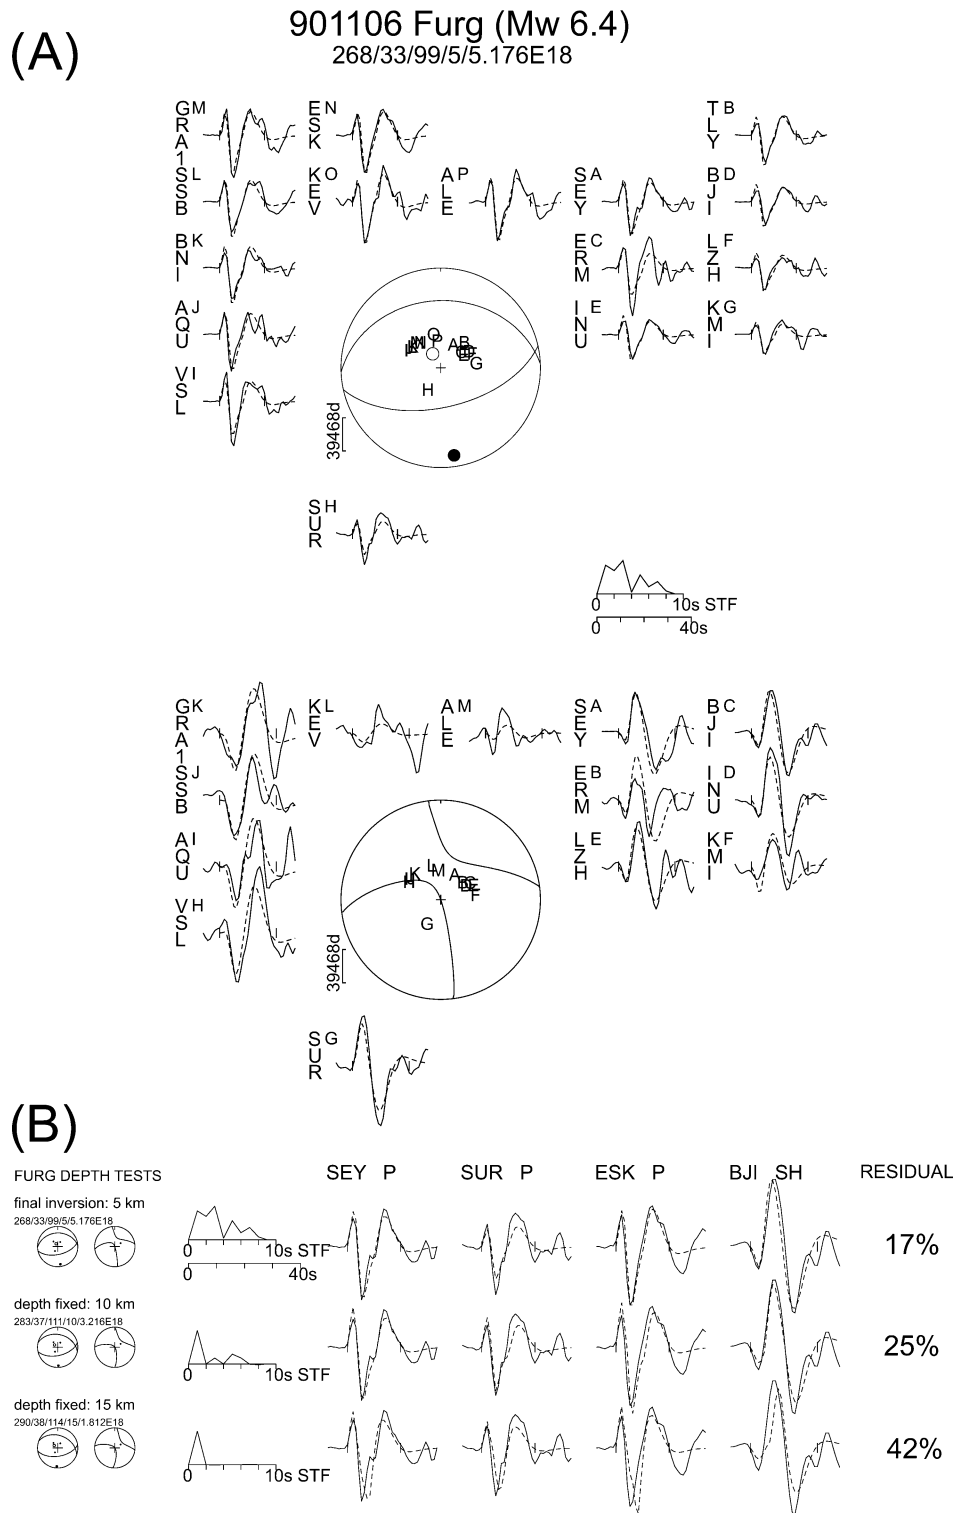 (A)
901106 Furg (Mw 6.4)
268/33/99/5/5.176E18
GRA1 M
ESK N
TLY B
SSB L
KEV O
ALE P
SEY A
BJI D
BNI K
ERM C
LZH F
AQU J
INU E
KMI G
VSL I
O
P
A
B
E
G
H
39468d
SUR H
0 10s STF
0 40s
GRA1 K
KEV L
ALE M
SEY A
BJI C
SSB J
ERM B
INU D
AQU I
LZH E
KMI F
VSL H
L
M
K
A
F
G
39468d
SUR G
(B)
FURG DEPTH TESTS
SEY P
SUR P
ESK P
BJI SH
RESIDUAL
final inversion: 5 km
268/33/99/5/5.176E18
0 10s STF
0 40s
17%
depth fixed: 10 km
283/37/111/10/3.216E18
0 10s STF
25%
depth fixed: 15 km
290/38/114/15/1.812E18
0 10s STF
42%